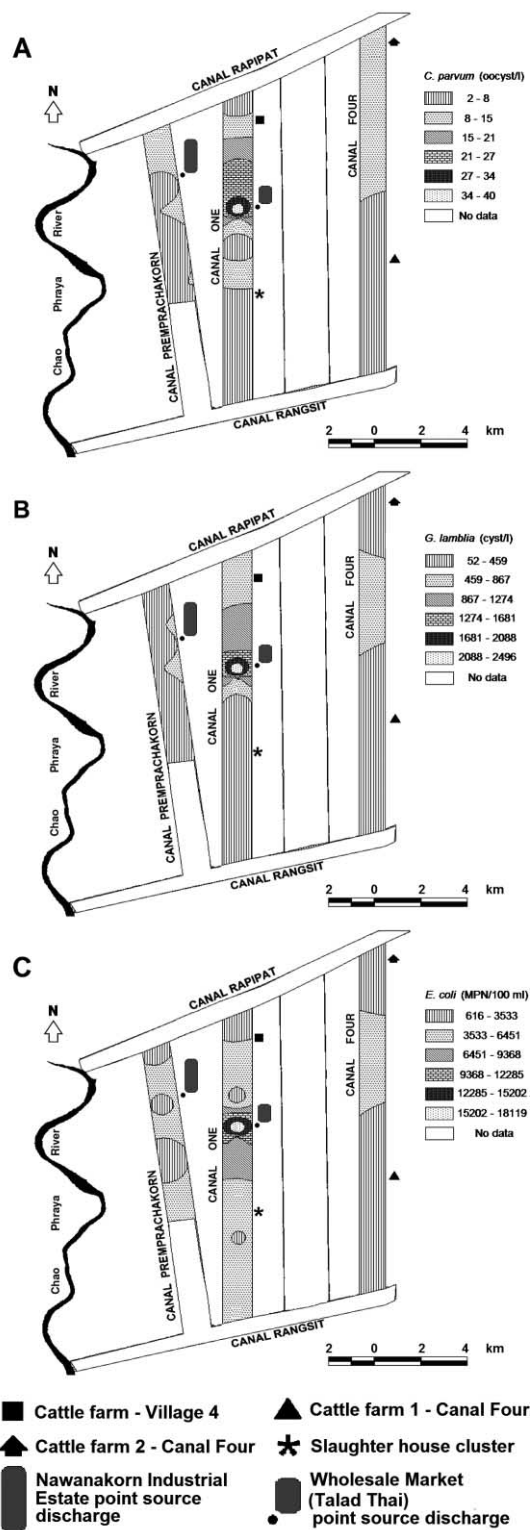 A
CANAL RAPIPAT
N
River
Phraya
Chao
CANAL PREMPRACHAKORN
CANAL ONE
CANAL FOUR
CANAL RANGSIT
C. parvum (oocyst/l)
2 - 8
8 - 15
15 - 21
21 - 27
27 - 34
34 - 40
No data
2 0 2 4 km
B
CANAL RAPIPAT
N
River
Phraya
Chao
CANAL PREMPRACHAKORN
CANAL ONE
CANAL FOUR
CANAL RANGSIT
G. lamblia (cyst/l)
52 - 459
459 - 867
867 - 1274
1274 - 1681
1681 - 2088
2088 - 2496
No data
2 0 2 4 km
C
CANAL RAPIPAT
N
River
Phraya
Chao
CANAL PREMPRACHAKORN
CANAL ONE
CANAL FOUR
CANAL RANGSIT
E. coli (MPN/100 ml)
616 - 3533
3533 - 6451
6451 - 9368
9368 - 12285
12285 - 15202
15202 - 18119
No data
2 0 2 4 km
Cattle farm - Village 4
Cattle farm 1 - Canal Four
Cattle farm 2 - Canal Four
Slaughter house cluster
Nawanakorn Industrial
Estate point source
discharge
Wholesale Market
(Talad Thai)
point source discharge